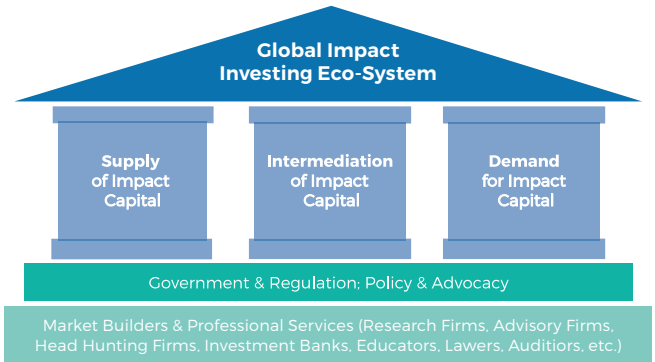 Global Impact
Investing Eco-System
Supply
of Impact
Capital
Intermediation
of Impact
Capital
Demand
for Impact
Capital
Government & Regulation; Policy & Advocacy
Market Builders & Professional Services (Research Firms, Advisory Firms,
Head Hunting Firms, Investment Banks, Educators, Lawers, Auditiors, etc.)